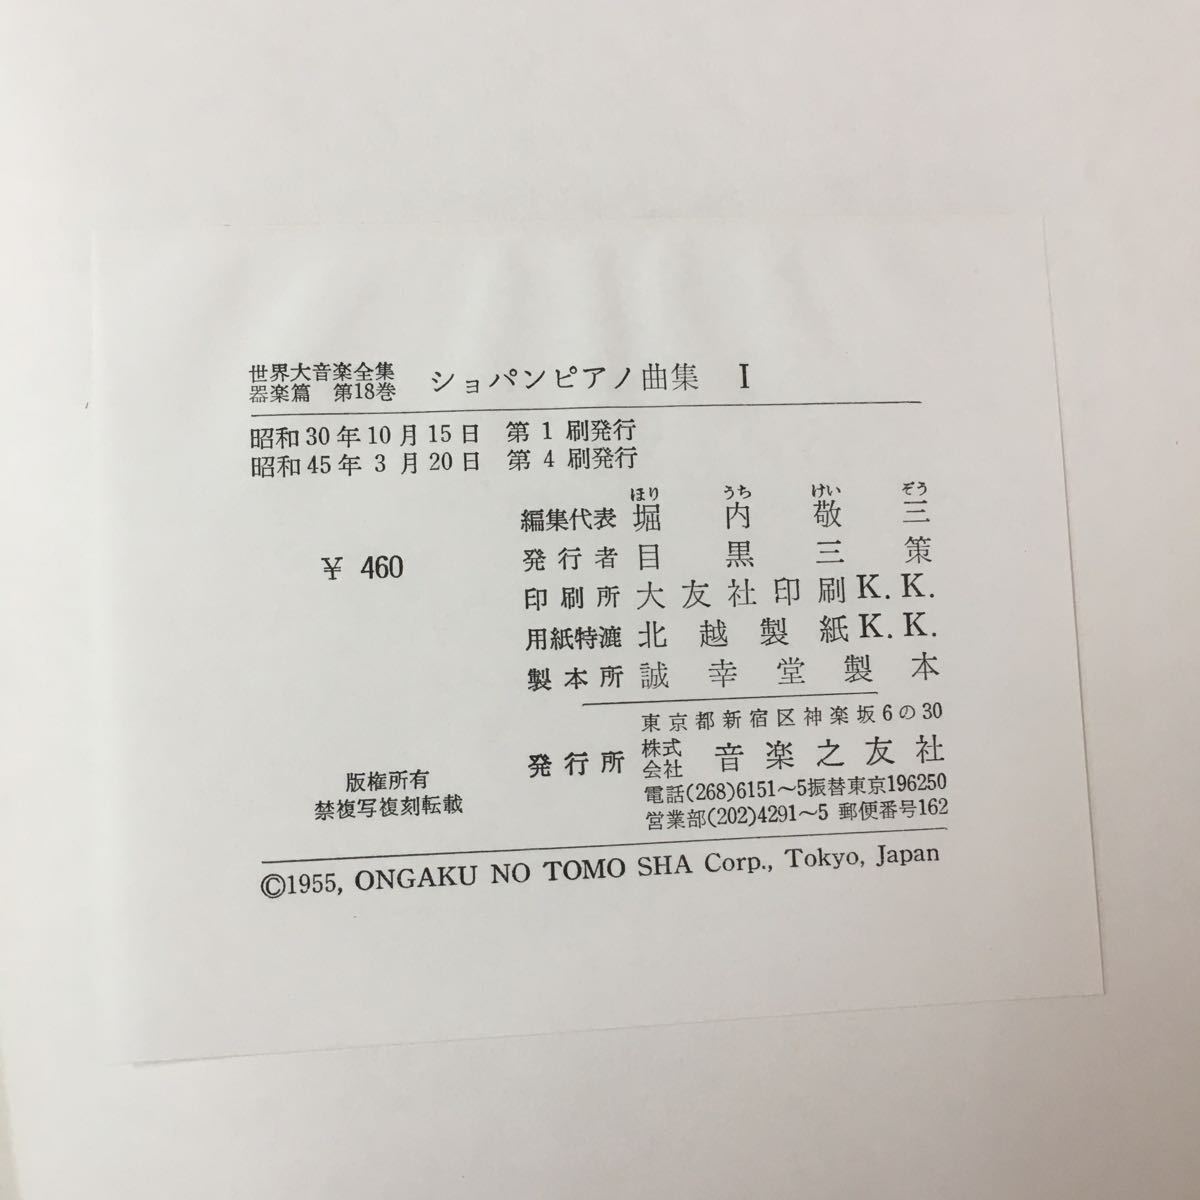 世界大音楽全集
器楽篇 第18巻
ショパンピアノ曲集 I
昭和30年10月15日 第1刷発行
昭和45年3月20日 第4刷発行
¥ 460
ほり うち けい ぞう
編集代表 堀内敬三
発行者 目黒三策
印刷所 大友社印刷K.K.
用紙特漉 北越製紙K.K.
製本所 誠幸堂製本
東京都新宿区神楽坂6の30
発行所 株式会社 音楽之友社
電話(268)6151～5振替東京196250
営業部(202)4291～5 郵便番号162
版権所有
禁複写複刻転載
©1955, ONGAKU NO TOMO SHA Corp., Tokyo, Japan